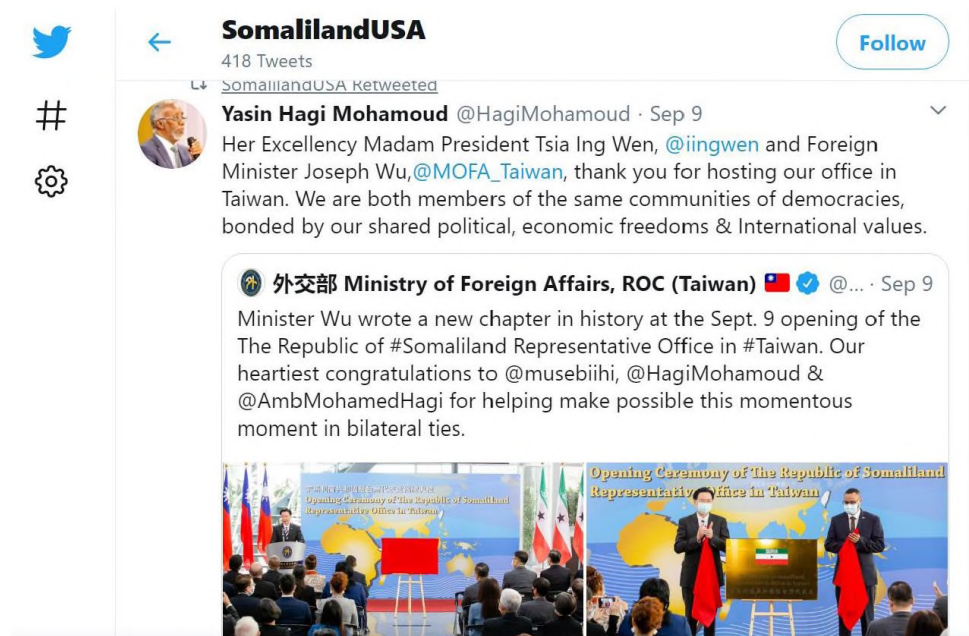 SomalilandUSA
418 Tweets
Follow
SomalilandUSA Retweeted
Yasin Hagi Mohamoud @HagiMohamoud · Sep 9
Her Excellency Madam President Tsia Ing Wen, @iingwen and Foreign
Minister Joseph Wu,@MOFA_Taiwan, thank you for hosting our office in
Taiwan. We are both members of the same communities of democracies,
bonded by our shared political, economic freedoms & International values.
外交部 Ministry of Foreign Affairs, ROC (Taiwan) @... · Sep 9
Minister Wu wrote a new chapter in history at the Sept. 9 opening of the
The Republic of #Somaliland Representative Office in #Taiwan. Our
heartiest congratulations to @musebiihi, @HagiMohamoud &
@AmbMohamedHagi for helping make possible this momentous
moment in bilateral ties.
Opening Ceremony of The Republic of Somaliland
Representative Office in Taiwan
Opening Ceremony of The Republic of Somaliland
Representative Office in Taiwan